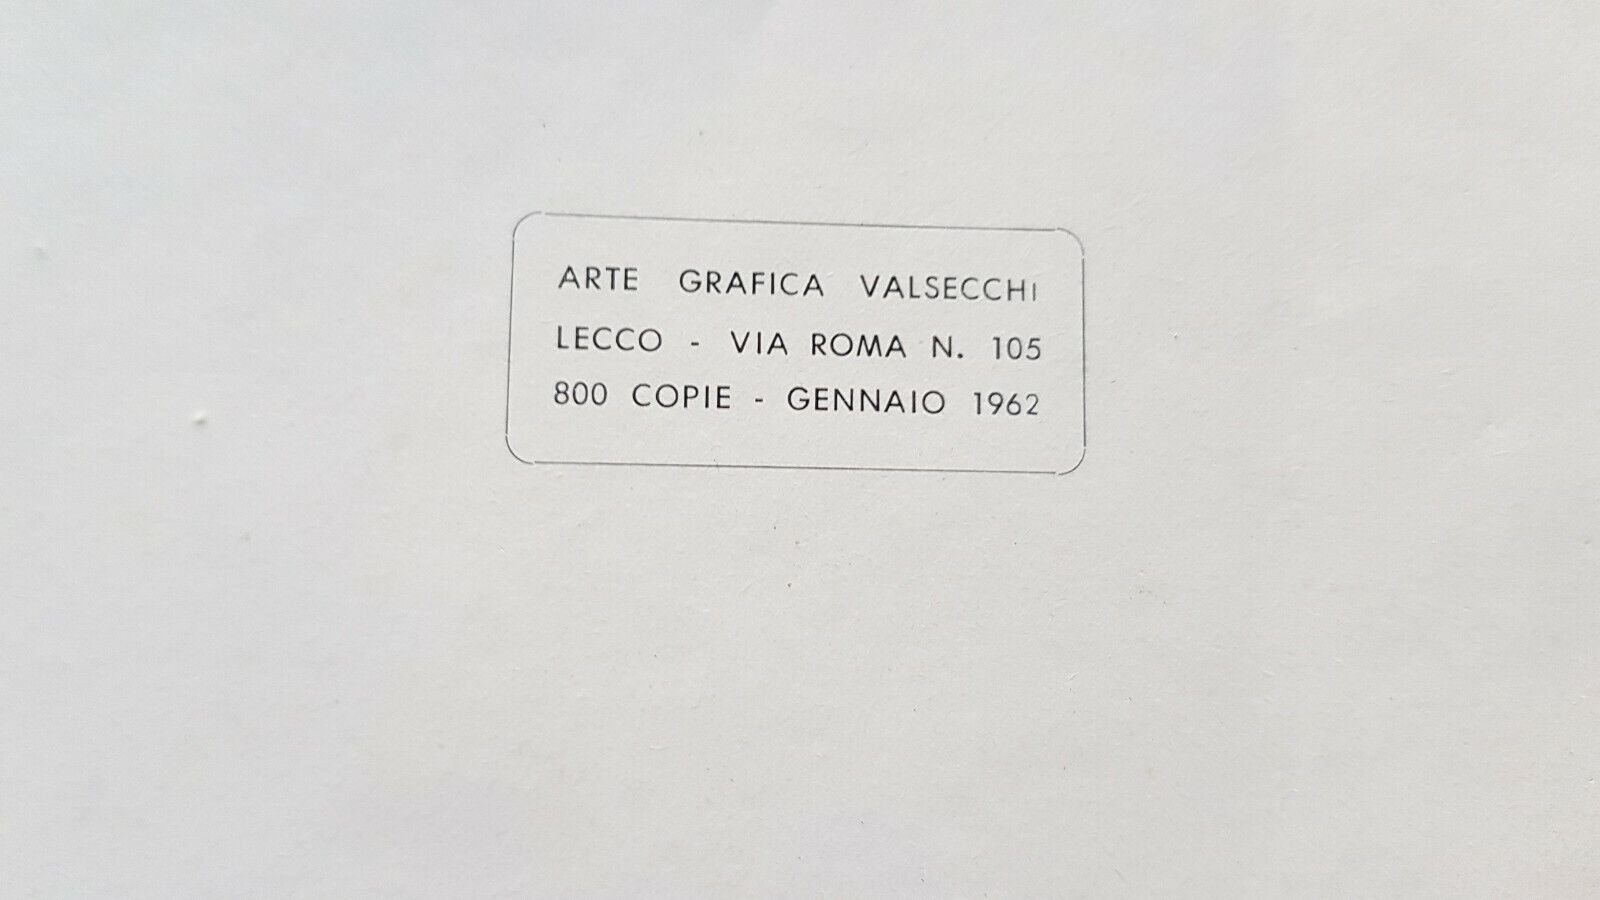 ARTE GRAFICA VALSECCHI
LECCO - VIA ROMA N. 105
800 COPIE - GENNAIO 1962